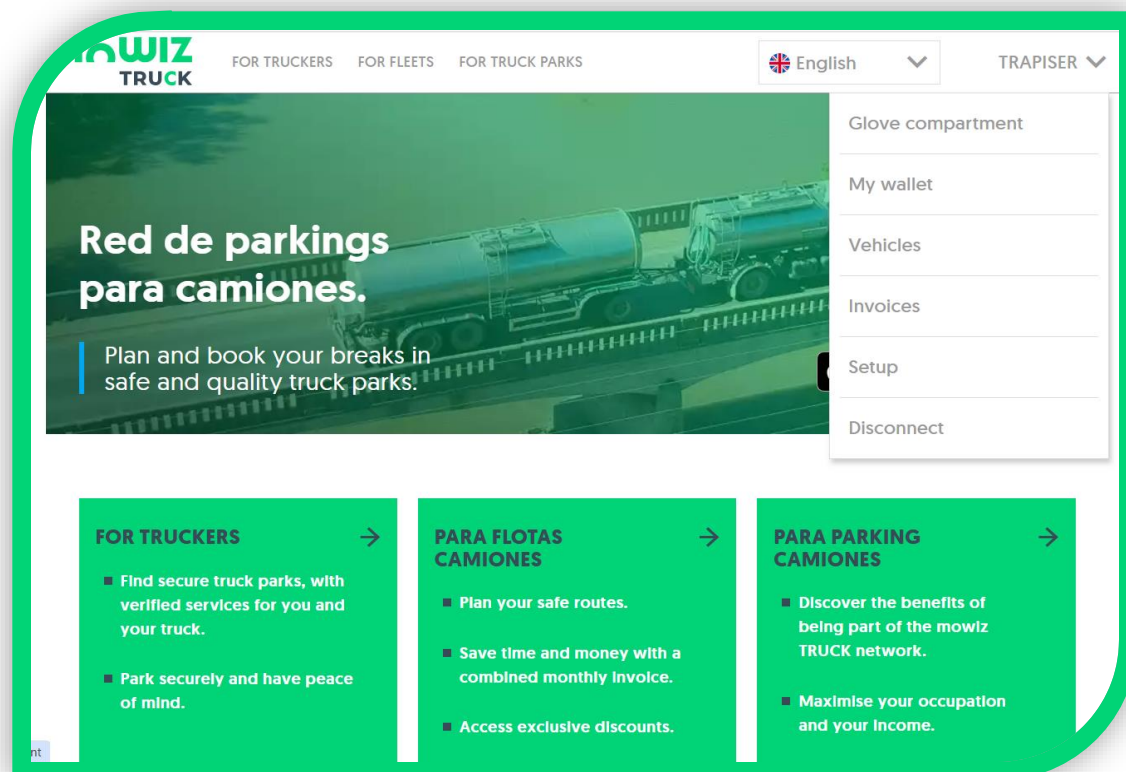 WIZ
TRUCK
FOR TRUCKERS FOR FLEETS FOR TRUCK PARKS
English
TRAPISER
Glove compartment
My wallet
Vehicles
Invoices
Setup
Disconnect
Red de parkings
para camiones.
Plan and book your breaks in
safe and quality truck parks.
FOR TRUCKERS
Find secure truck parks, with
verified services for you and
your truck.
Park securely and have peace
of mind.
PARA FLOTAS
CAMIONES
Plan your safe routes.
Save time and money with a
combined monthly invoice.
Access exclusive discounts.
PARA PARKING
CAMIONES
Discover the benefits of
being part of the mowiz
TRUCK network.
Maximise your occupation
and your income.
nt